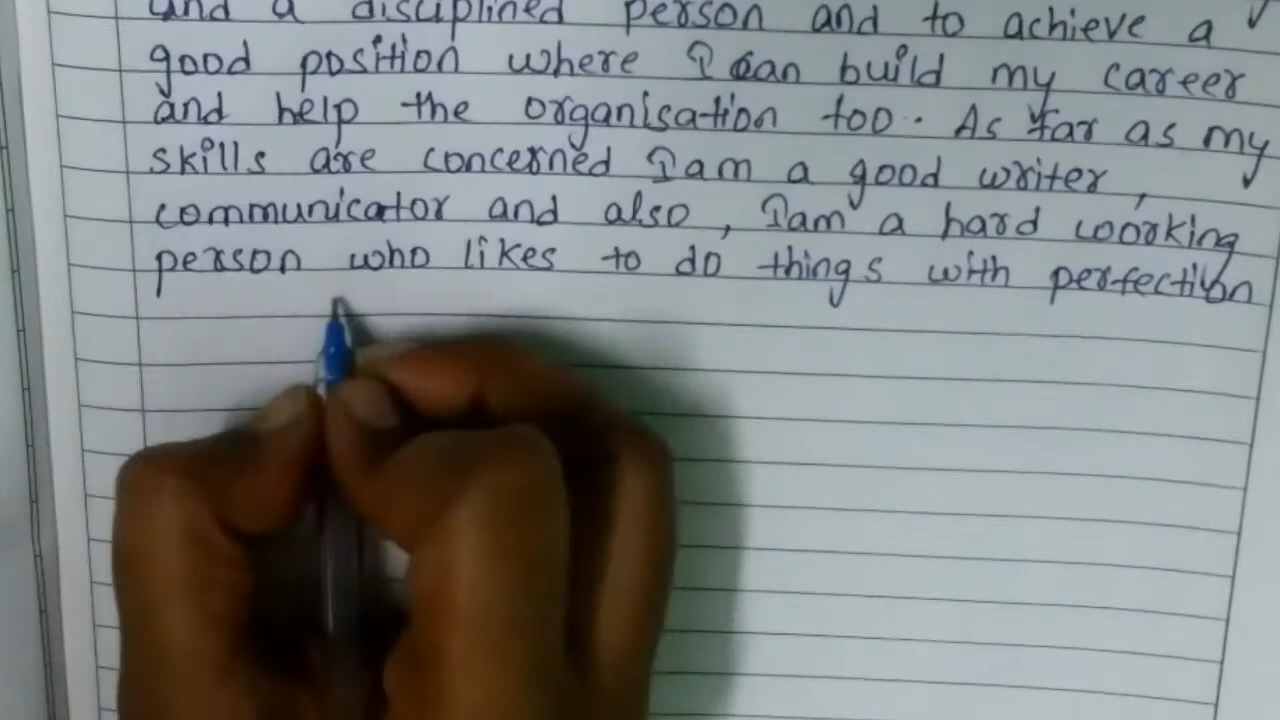 and a disciplined person and to achieve a
good position where I can build my career
and help the organisation too. As far as my
skills are concerned I am a good writer,
communicator and also, I am a hard woorking
person who likes to do things with perfection